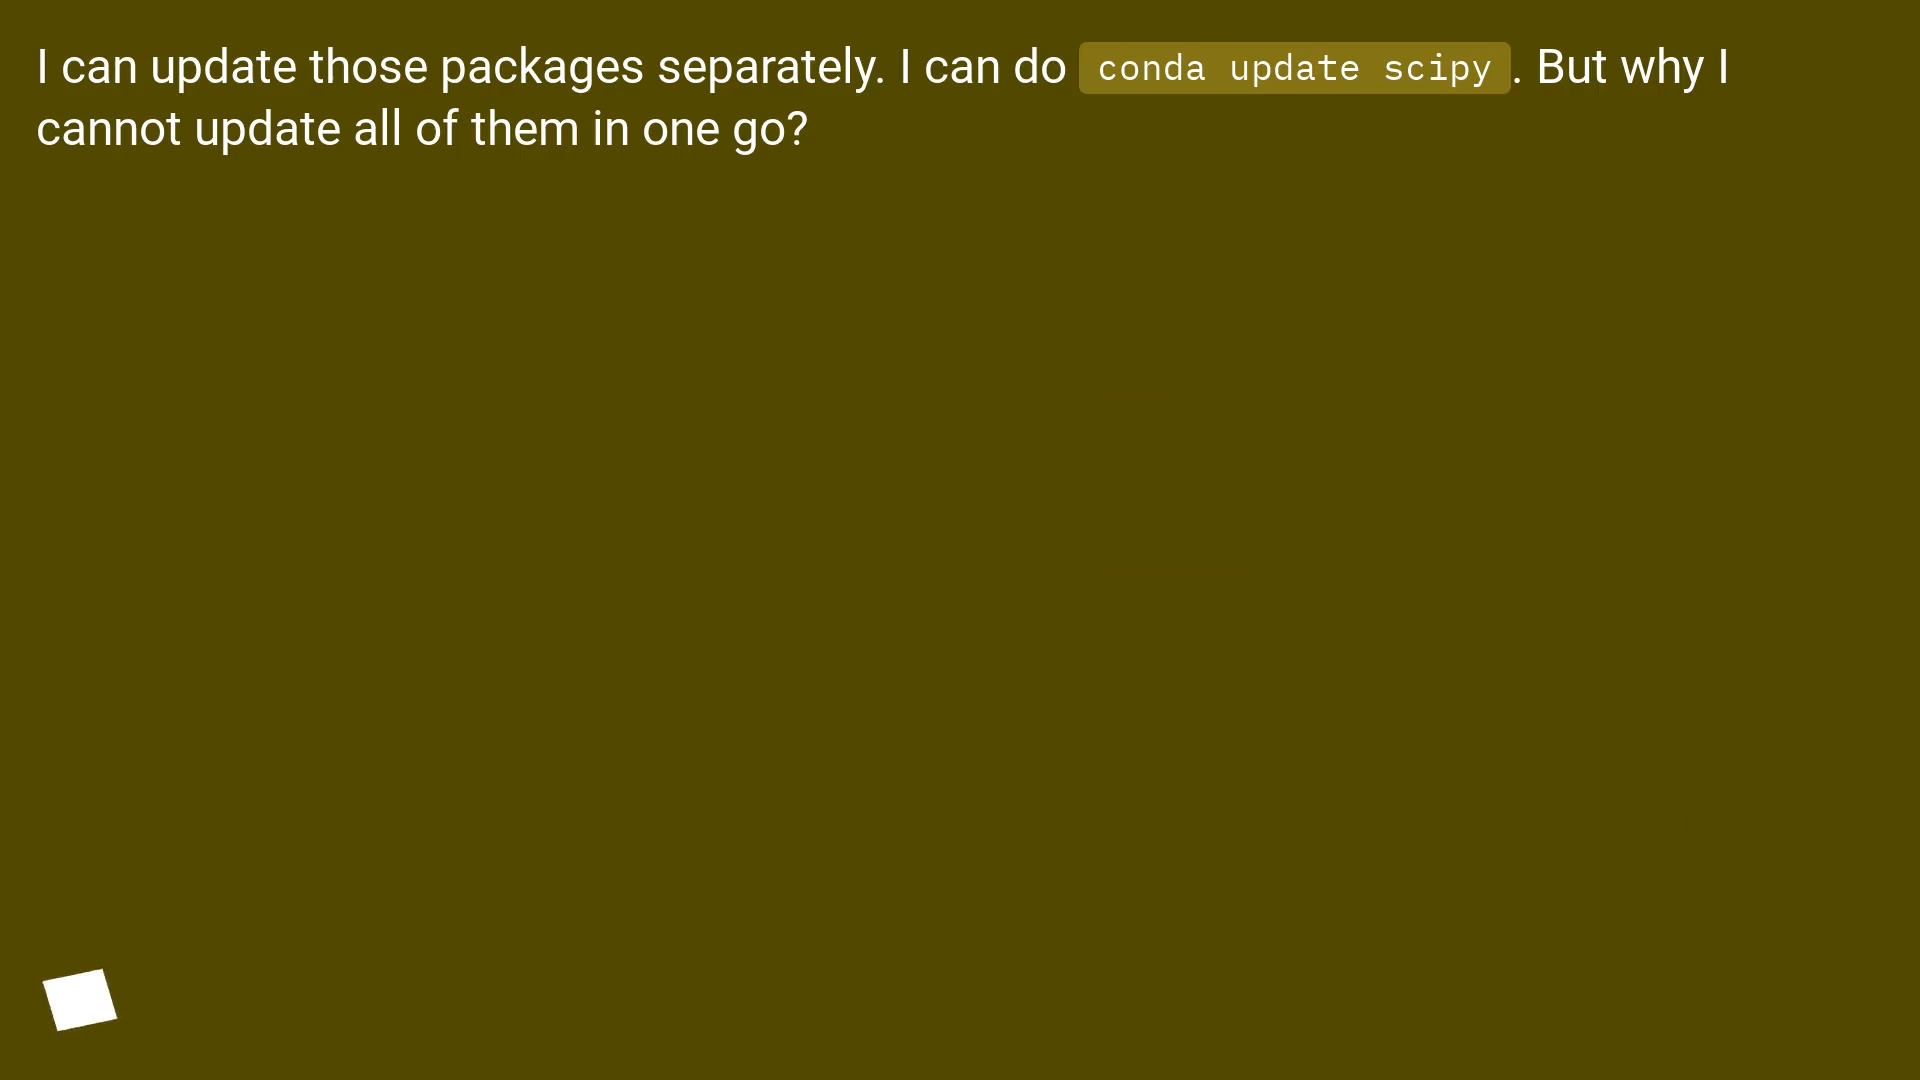 I can update those packages separately. I can do conda update scipy. But why I
cannot update all of them in one go?